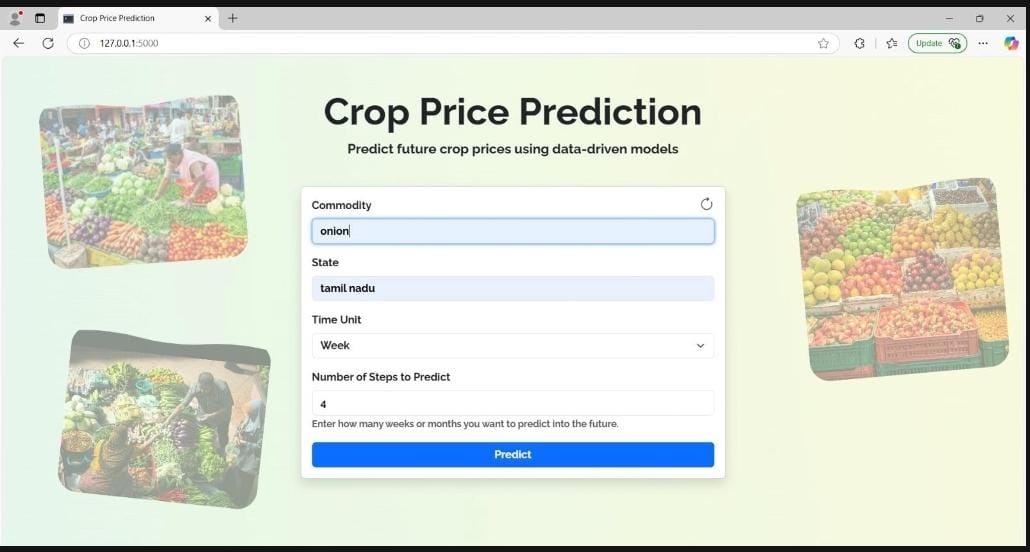 Crop Price Prediction
127.0.0.1:5000
Update
Crop Price Prediction
Predict future crop prices using data-driven models
Commodity
onion
State
tamil nadu
Time Unit
Week
Number of Steps to Predict
4
Enter how many weeks or months you want to predict into the future.
Predict